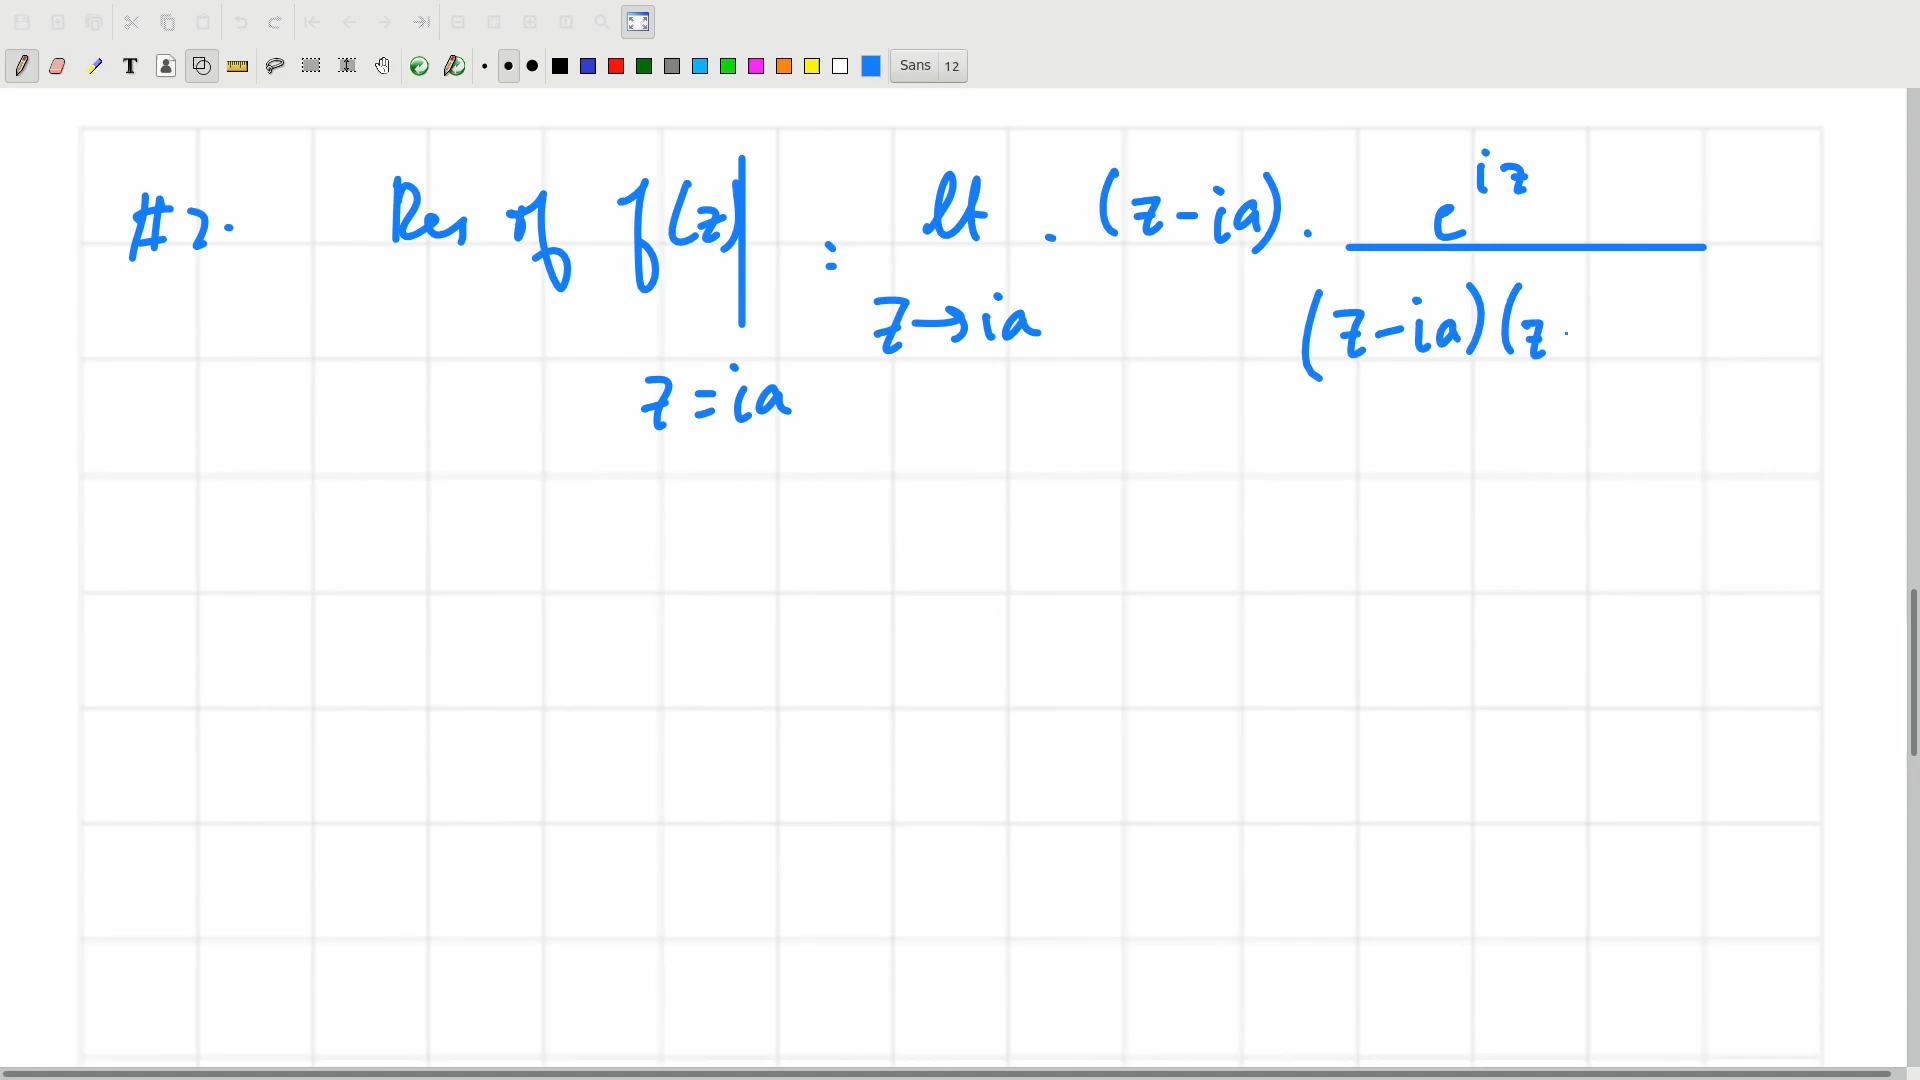 T Sans 12
#2. Res of f(z)| : lt . (z-ia). e^{iz}
z→ia (z-ia)(z
z=ia